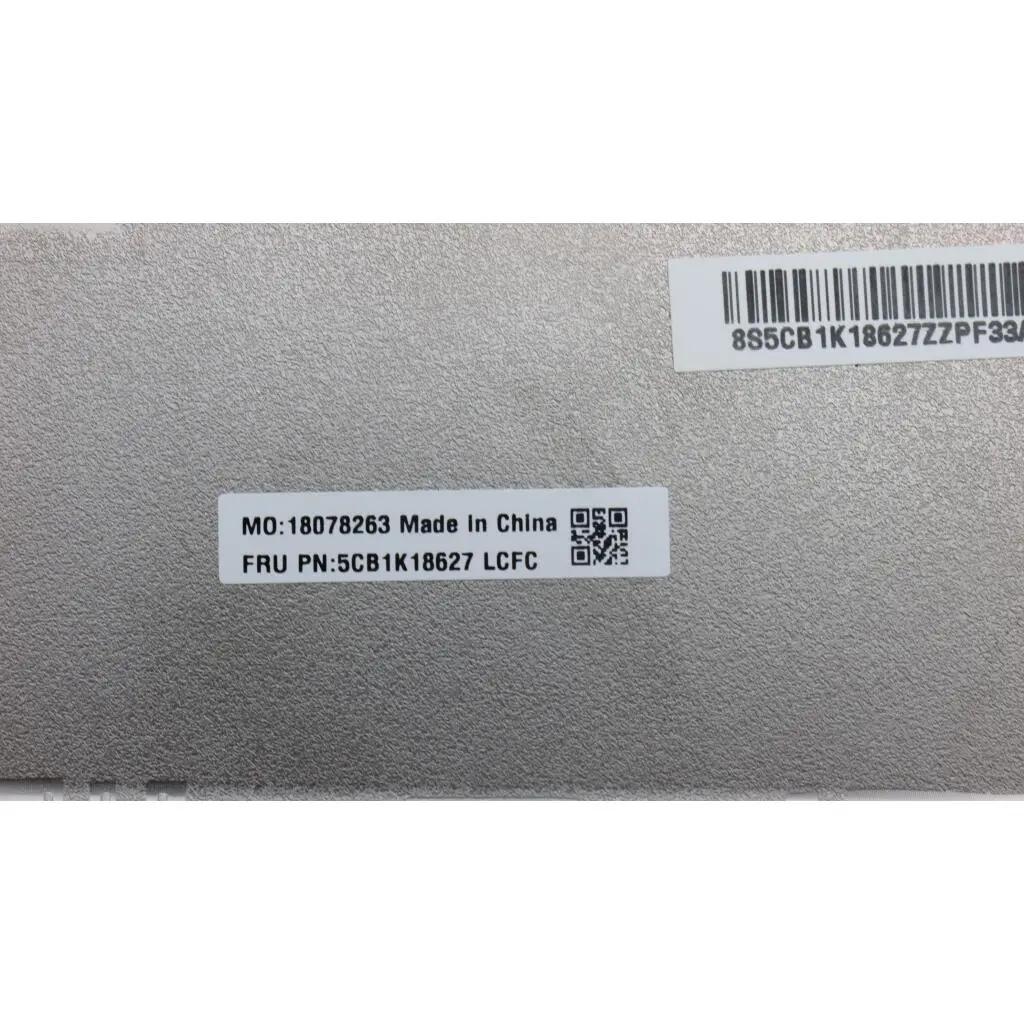 8S5CB1K18627ZZPF33
MO:18078263 Made in China
FRU PN:5CB1K18627 LCFC